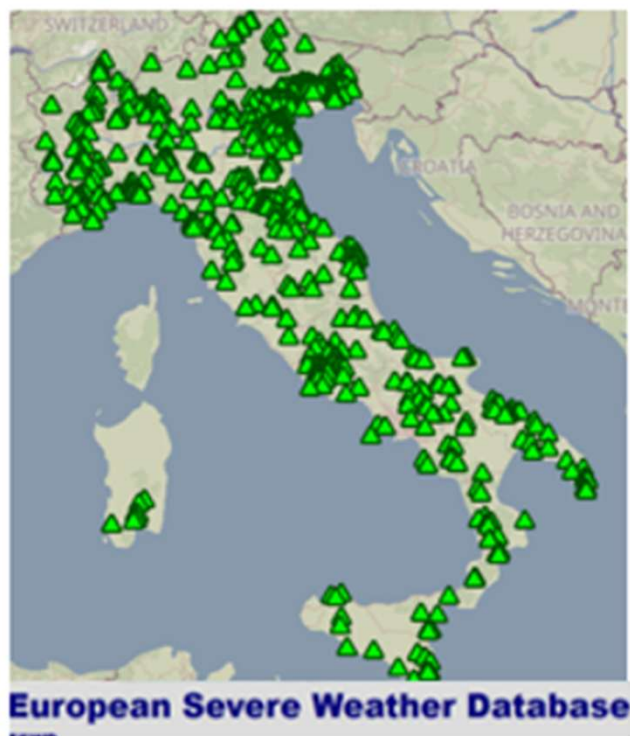 SWITZERLAND
CROATIA
BOSNIA AND
HERZEGOVINA
MONTE
European Severe Weather Database